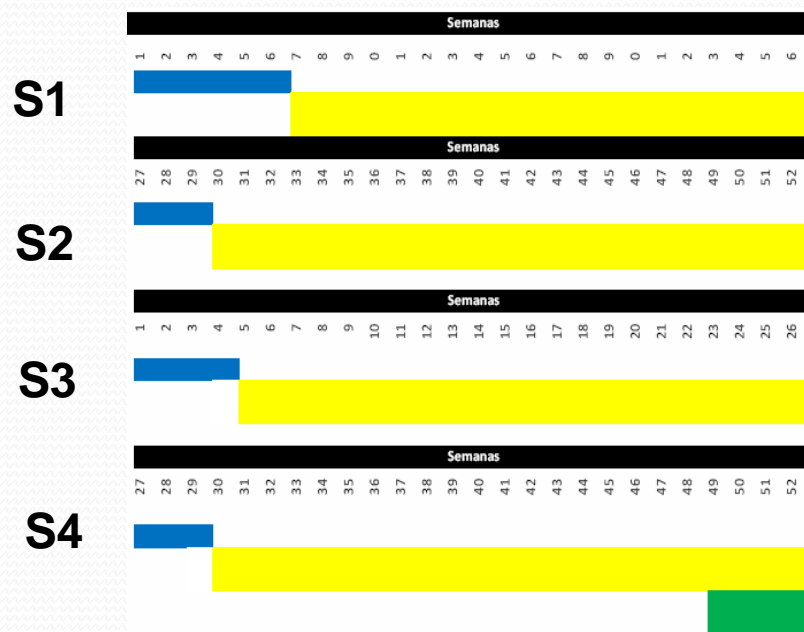 Semanas
1 2 3 4 5 6 7 8 9 0 1 2 3 4 5 6 7 8 9 0 1 2 3 4 5 6
S1
Semanas
27 28 29 30 31 32 33 34 35 36 37 38 39 40 41 42 43 44 45 46 47 48 49 50 51 52
S2
Semanas
1 2 3 4 5 6 7 8 9 10 11 12 13 14 15 16 17 18 19 20 21 22 23 24 25 26
S3
Semanas
27 28 29 30 31 32 33 34 35 36 37 38 39 40 41 42 43 44 45 46 47 48 49 50 51 52
S4